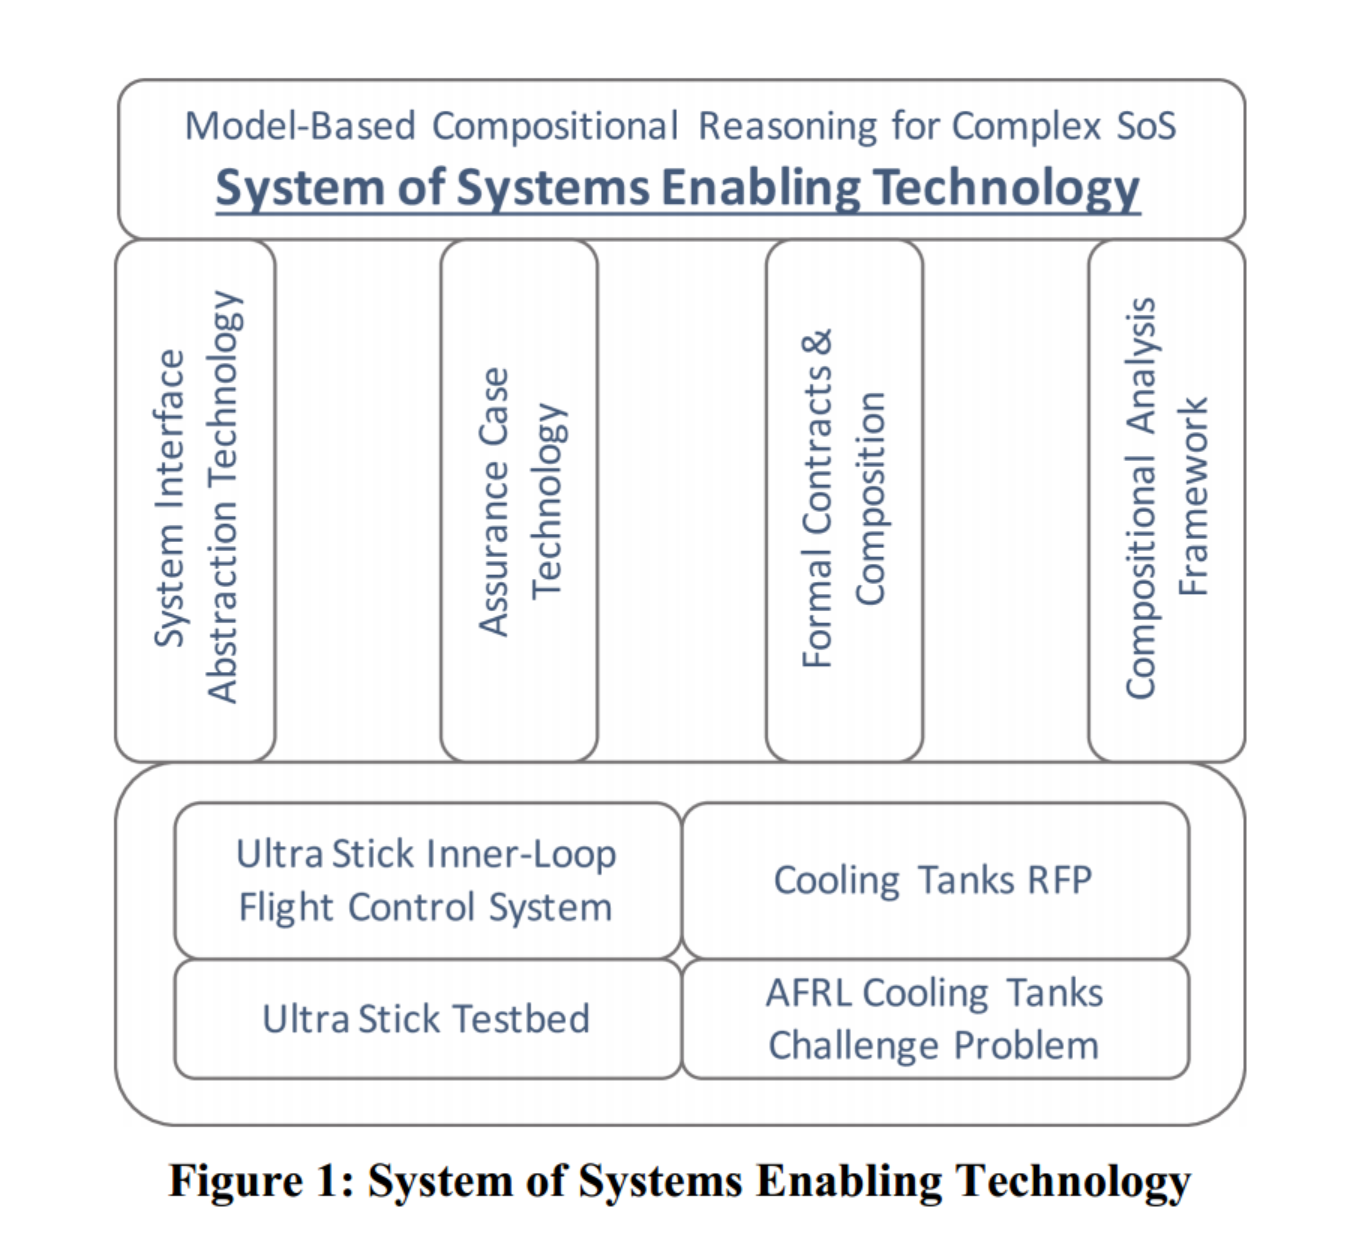 Model-Based Compositional Reasoning for Complex SoS
System of Systems Enabling Technology
System Interface
Abstraction Technology
Assurance Case
Technology
Formal Contracts &
Composition
Compositional Analysis
Framework
Ultra Stick Inner-Loop
Flight Control System
Cooling Tanks RFP
Ultra Stick Testbed
AFRL Cooling Tanks
Challenge Problem
Figure 1: System of Systems Enabling Technology